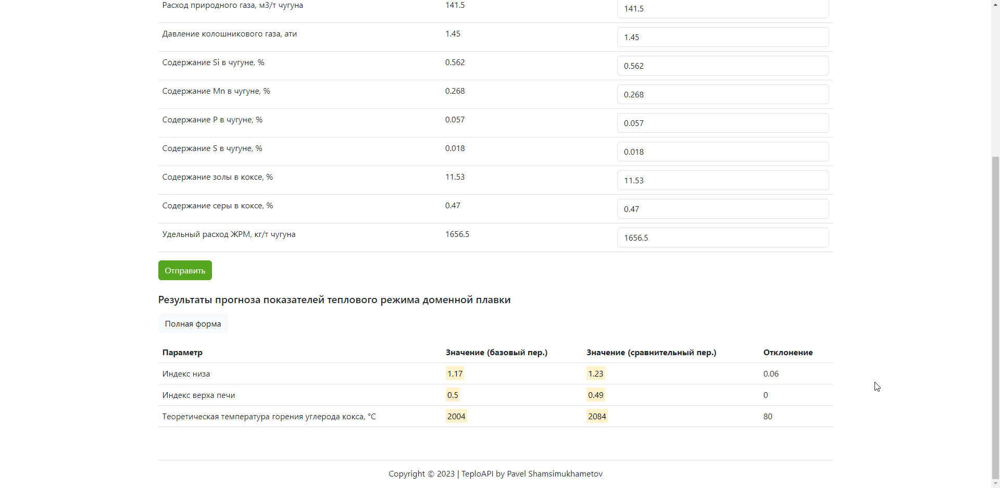 Расход природного газа, м3/т чугуна 141.5 141.5
Давление колошникового газа, ати 1.45 1.45
Содержание Si в чугуне, % 0.562 0.562
Содержание Mn в чугуне, % 0.268 0.268
Содержание P в чугуне, % 0.057 0.057
Содержание S в чугуне, % 0.018 0.018
Содержание золы в коксе, % 11.53 11.53
Содержание серы в коксе, % 0.47 0.47
Удельный расход ЖРМ, кг/т чугуна 1656.5 1656.5
Отправить
Результаты прогноза показателей теплового режима доменной плавки
Полная форма
Параметр Значение (базовый пер.) Значение (сравнительный пер.) Отклонение
Индекс низа 1.17 1.23 0.06
Индекс верха печи 0.5 0.49 0
Теоретическая температура горения углерода кокса, °C 2004 2084 80
Copyright © 2023 | TeploAPI by Pavel Shamsimukhametov